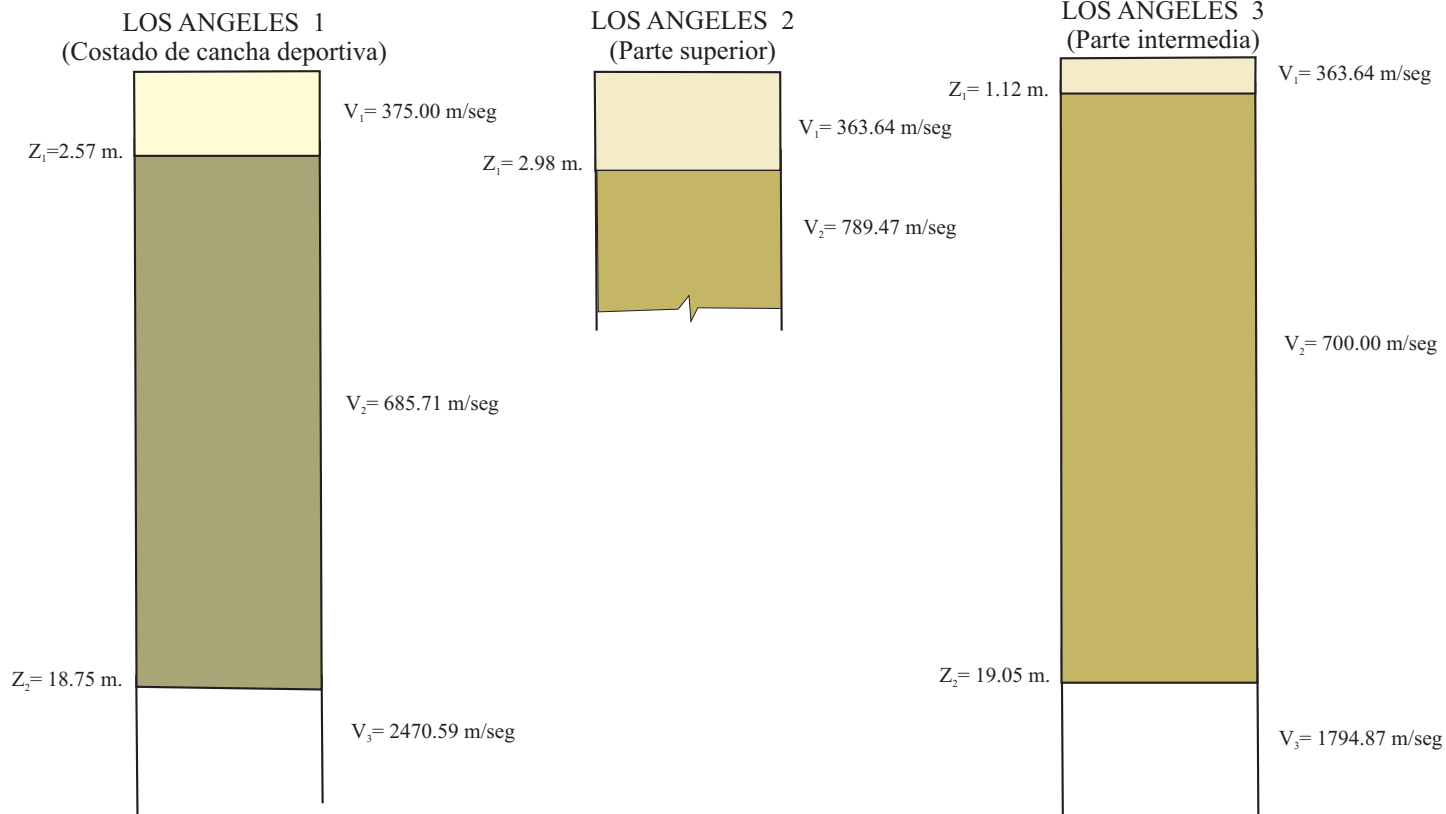 LOS ANGELES 1
(Costado de cancha deportiva)
V₁= 375.00 m/seg
Z₁=2.57 m.
V₂= 685.71 m/seg
Z₂= 18.75 m.
V₃= 2470.59 m/seg
LOS ANGELES 2
(Parte superior)
V₁= 363.64 m/seg
Z₁= 2.98 m.
V₂= 789.47 m/seg
LOS ANGELES 3
(Parte intermedia)
V₁= 363.64 m/seg
Z₁= 1.12 m.
V₂= 700.00 m/seg
Z₂= 19.05 m.
V₃= 1794.87 m/seg